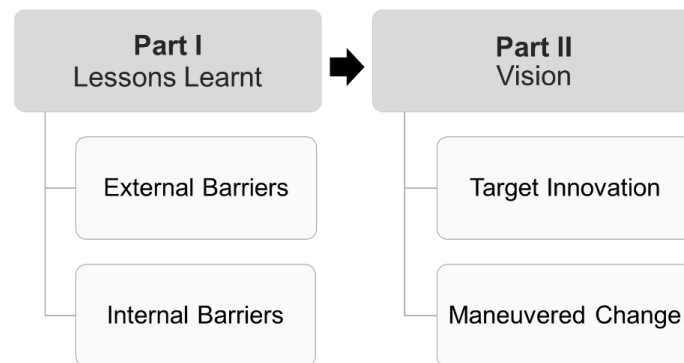 Part I
Lessons Learnt
External Barriers
Internal Barriers
Part II
Vision
Target Innovation
Maneuvered Change